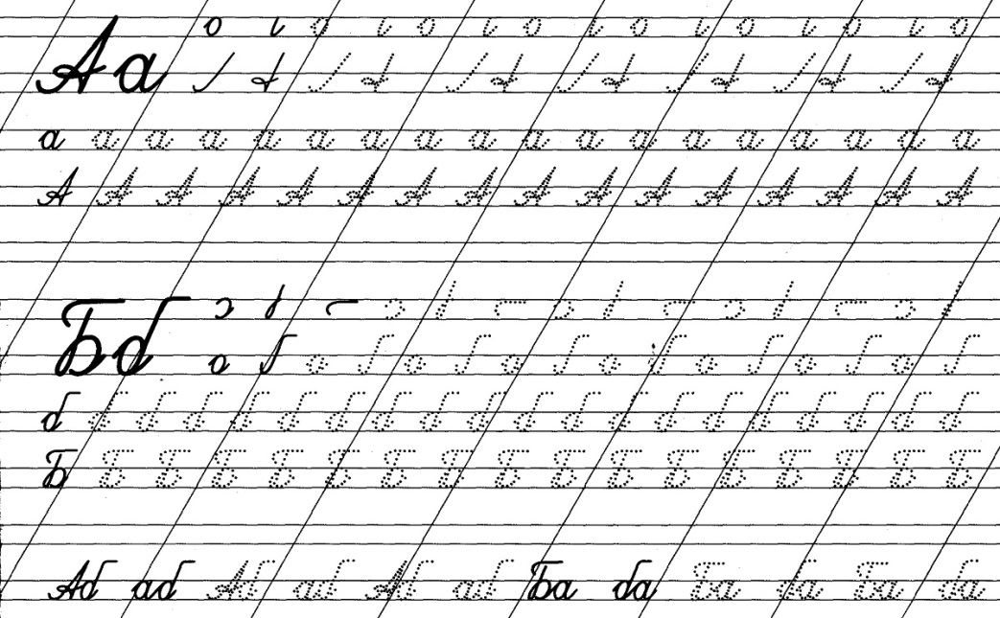 Аа
а а а а а а а а а а а а а а а а а а
А А А А А А А А А А А А А А А А
Бб
б б б б б б б б б б б б б б б б б б б б
Б Б Б Б Б Б Б Б Б Б Б Б Б Б Б Б Б
Аб аб Аб аб Аб аб Ба ба Ба ба Ба ба